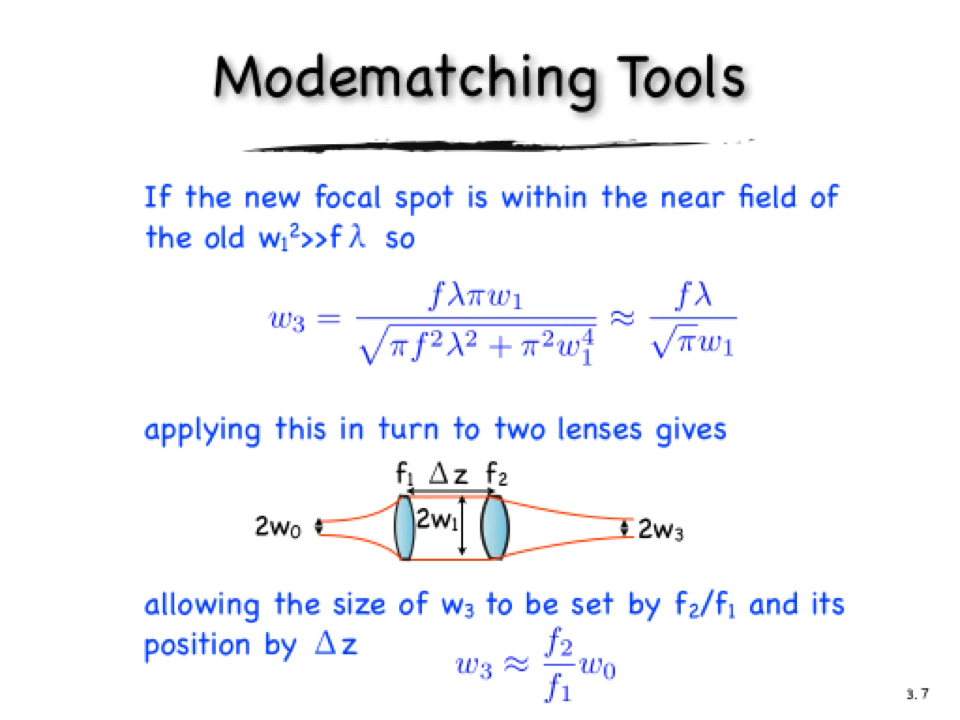 Modematching Tools
If the new focal spot is within the near field of
the old w₁²>>fλ so
w₃ = fλπw₁ / √(πf²λ² + π²w₁⁴) ≈ fλ / (√π w₁)
applying this in turn to two lenses gives
f₁ Δz f₂
2w₀ 2w₁ 2w₃
allowing the size of w₃ to be set by f₂/f₁ and its
position by Δz
w₃ ≈ f₂/f₁ w₀
3.7